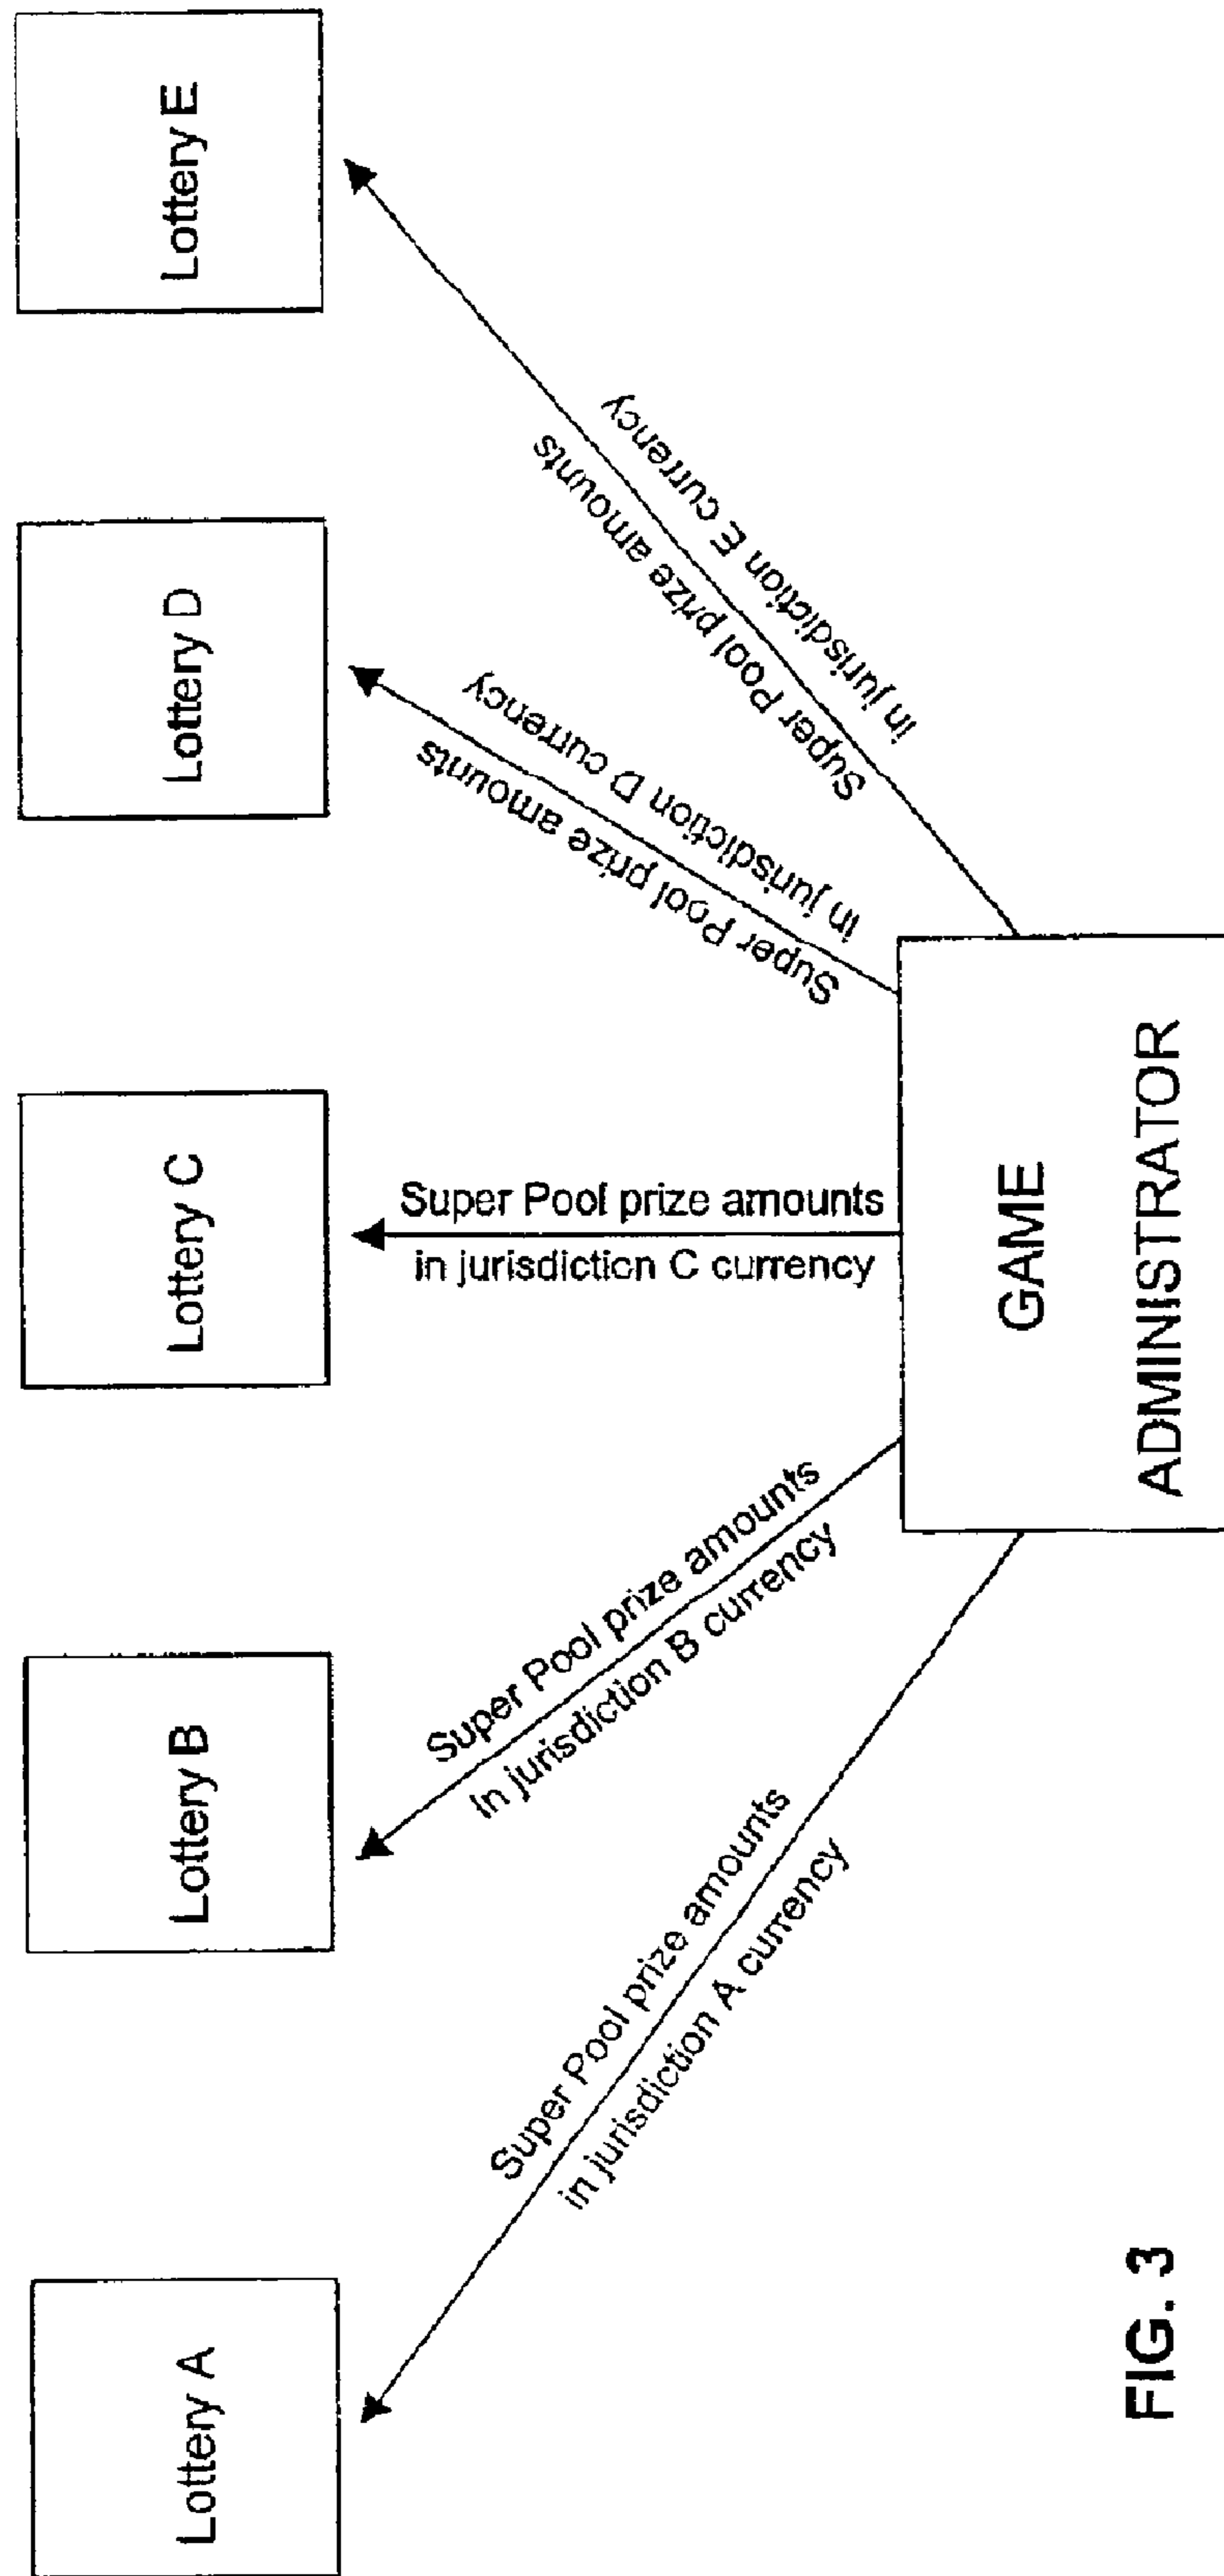 Lottery A
Lottery B
Lottery C
Lottery D
Lottery E
Super Pool prize amounts
in jurisdiction A currency
Super Pool prize amounts
In jurisdiction B currency
Super Pool prize amounts
in jurisdiction C currency
Super Pool prize amounts
in jurisdiction D currency
Super Pool prize amounts
in jurisdiction E currency
GAME
ADMINISTRATOR
FIG. 3